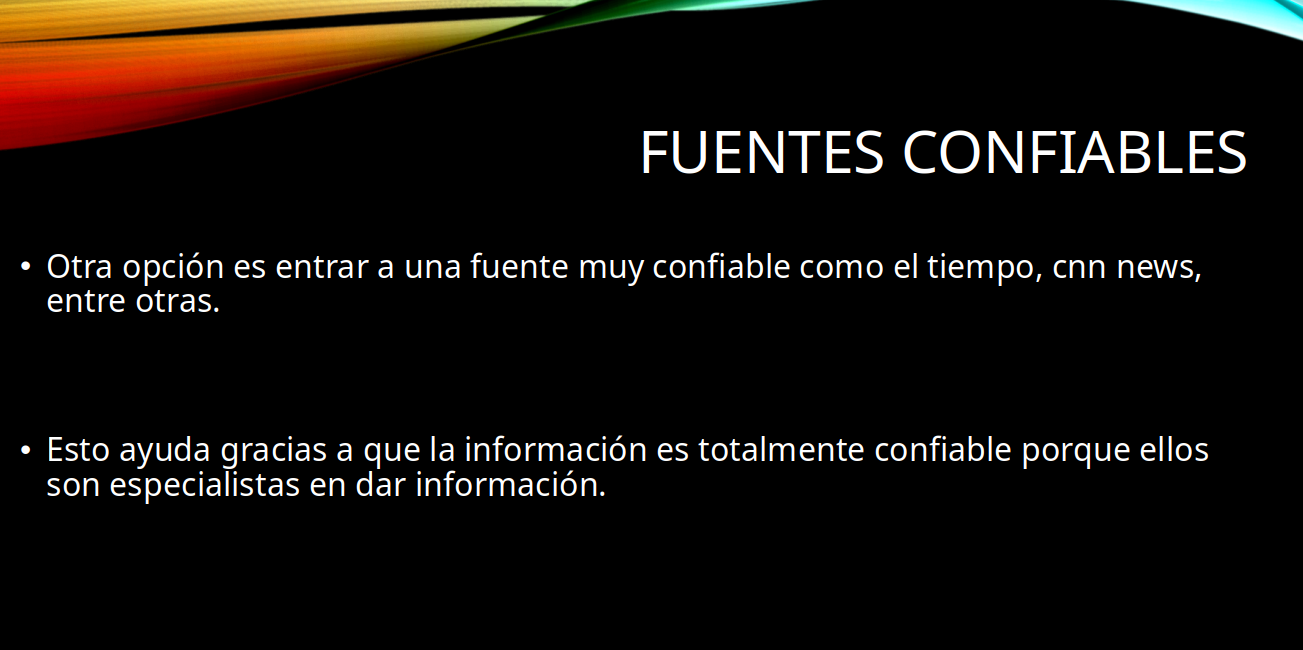 FUENTES CONFIABLES
• Otra opción es entrar a una fuente muy confiable como el tiempo, cnn news,
entre otras.
• Esto ayuda gracias a que la información es totalmente confiable porque ellos
son especialistas en dar información.